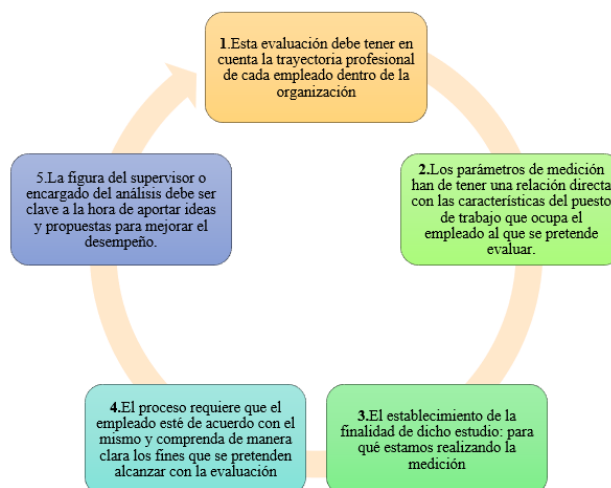 1.Esta evaluación debe tener en
cuenta la trayectoria profesional
de cada empleado dentro de la
organización
2.Los parámetros de medición
han de tener una relación directa
con las características del puesto
de trabajo que ocupa el
empleado al que se pretende
evaluar.
3.El establecimiento de la
finalidad de dicho estudio: para
qué estamos realizando la
medición
4.El proceso requiere que el
empleado esté de acuerdo con el
mismo y comprenda de manera
clara los fines que se pretenden
alcanzar con la evaluación
5.La figura del supervisor o
encargado del análisis debe ser
clave a la hora de aportar ideas
y propuestas para mejorar el
desempeño.